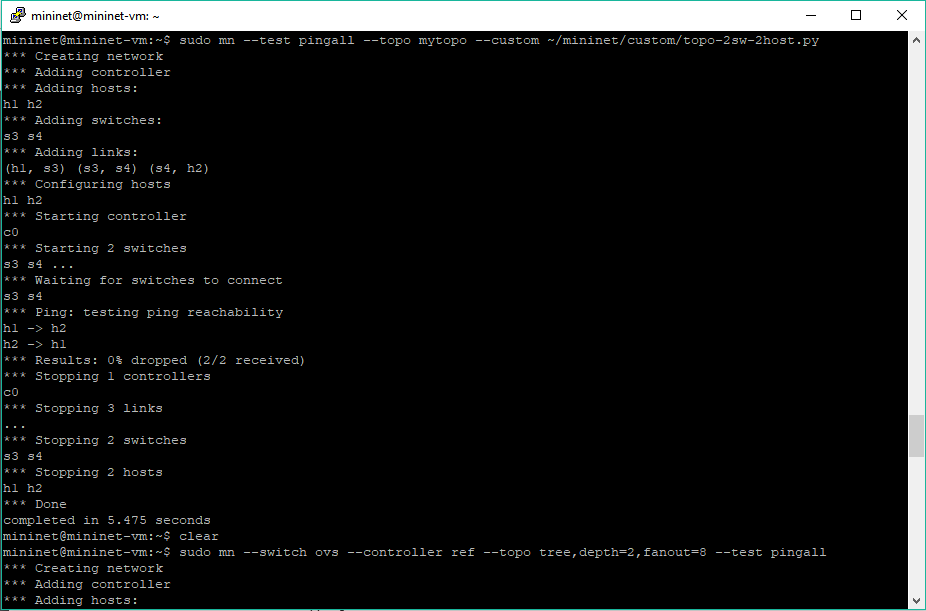 mininet@mininet-vm: ~
mininet@mininet-vm:~$ sudo mn --test pingall --topo mytopo --custom ~/mininet/custom/topo-2sw-2host.py
*** Creating network
*** Adding controller
*** Adding hosts:
h1 h2
*** Adding switches:
s3 s4
*** Adding links:
(h1, s3) (s3, s4) (s4, h2)
*** Configuring hosts
h1 h2
*** Starting controller
c0
*** Starting 2 switches
s3 s4 ...
*** Waiting for switches to connect
s3 s4
*** Ping: testing ping reachability
h1 -> h2
h2 -> h1
*** Results: 0% dropped (2/2 received)
*** Stopping 1 controllers
c0
*** Stopping 3 links
...
*** Stopping 2 switches
s3 s4
*** Stopping 2 hosts
h1 h2
*** Done
completed in 5.475 seconds
mininet@mininet-vm:~$ clear
mininet@mininet-vm:~$ sudo mn --switch ovs --controller ref --topo tree,depth=2,fanout=8 --test pingall
*** Creating network
*** Adding controller
*** Adding hosts: